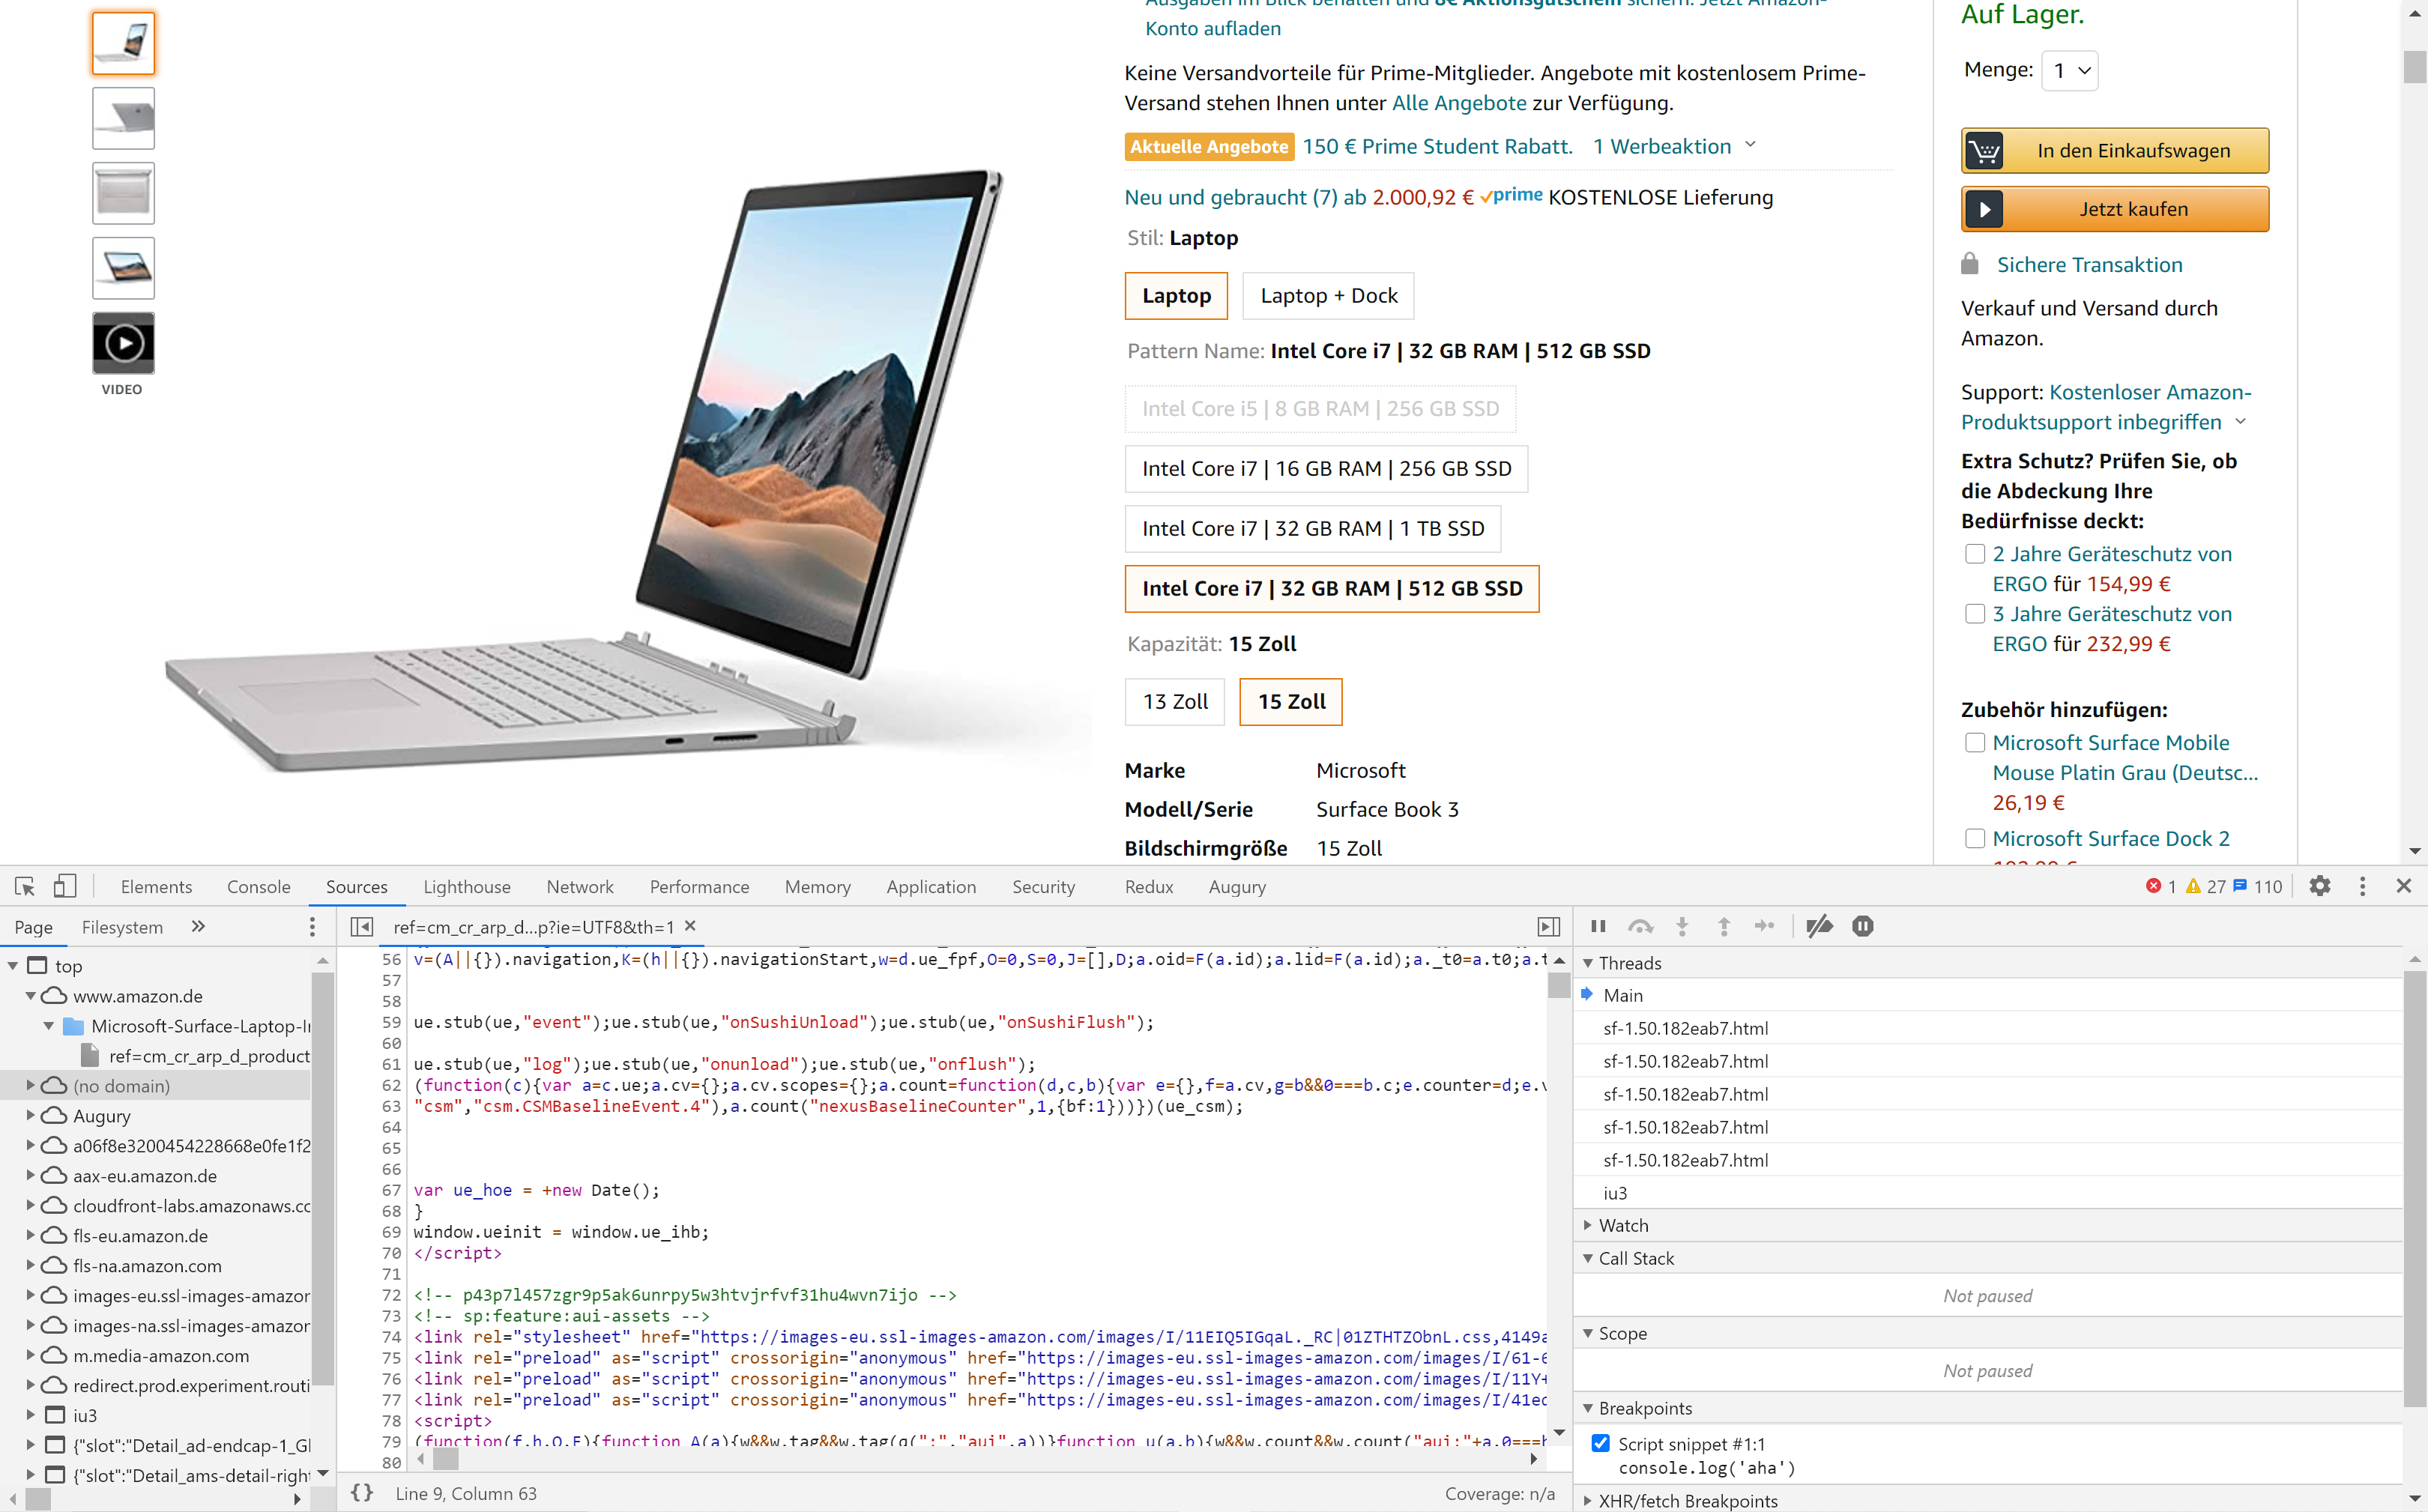 Ausgaben im Blick behalten und 8€ Aktionsgutschein sichern. Jetzt Amazon-
Konto aufladen
Keine Versandvorteile für Prime-Mitglieder. Angebote mit kostenlosem Prime-
Versand stehen Ihnen unter Alle Angebote zur Verfügung.
Aktuelle Angebote 150 € Prime Student Rabatt. 1 Werbeaktion
Neu und gebraucht (7) ab 2.000,92 € prime KOSTENLOSE Lieferung
Stil: Laptop
Laptop
Laptop + Dock
Pattern Name: Intel Core i7 | 32 GB RAM | 512 GB SSD
Intel Core i5 | 8 GB RAM | 256 GB SSD
Intel Core i7 | 16 GB RAM | 256 GB SSD
Intel Core i7 | 32 GB RAM | 1 TB SSD
Intel Core i7 | 32 GB RAM | 512 GB SSD
Kapazität: 15 Zoll
13 Zoll
15 Zoll
Marke Microsoft
Modell/Serie Surface Book 3
Bildschirmgröße 15 Zoll
VIDEO
Auf Lager.
Menge: 1
In den Einkaufswagen
Jetzt kaufen
Sichere Transaktion
Verkauf und Versand durch
Amazon.
Support: Kostenloser Amazon-
Produktsupport inbegriffen
Extra Schutz? Prüfen Sie, ob
die Abdeckung Ihre
Bedürfnisse deckt:
2 Jahre Geräteschutz von
ERGO für 154,99 €
3 Jahre Geräteschutz von
ERGO für 232,99 €
Zubehör hinzufügen:
Microsoft Surface Mobile
Mouse Platin Grau (Deutsc...
26,19 €
Microsoft Surface Dock 2
Elements Console Sources Lighthouse Network Performance Memory Application Security Redux Augury
1 27 110
Page Filesystem
top
www.amazon.de
Microsoft-Surface-Laptop-I
ref=cm_cr_arp_d_product
(no domain)
Augury
a06f8e3200454228668e0fe1f2
aax-eu.amazon.de
cloudfront-labs.amazonaws.cc
fls-eu.amazon.de
fls-na.amazon.com
images-eu.ssl-images-amazor
images-na.ssl-images-amazor
m.media-amazon.com
redirect.prod.experiment.routi
iu3
{"slot":"Detail_ad-endcap-1_Gl
{"slot":"Detail_ams-detail-right
ref=cm_cr_arp_d...p?ie=UTF8&th=1
56 v=(A||{}).navigation,K=(h||{}).navigationStart,w=d.ue_fpf,O=0,S=0,J=[],D;a.oid=F(a.id);a.lid=F(a.id);a._t0=a.t0;a.t
57
58
59 ue.stub(ue,"event");ue.stub(ue,"onSushiUnload");ue.stub(ue,"onSushiFlush");
60
61 ue.stub(ue,"log");ue.stub(ue,"onunload");ue.stub(ue,"onflush");
62 (function(c){var a=c.ue;a.cv={};a.cv.scopes={};a.count=function(d,c,b){var e={},f=a.cv,g=b&&0===b.c;e.counter=d;e.v
63 "csm","csm.CSMBaselineEvent.4"),a.count("nexusBaselineCounter",1,{bf:1}))})(ue_csm);
64
65
66
67 var ue_hoe = +new Date();
68 }
69 window.ueinit = window.ue_ihb;
70 </script>
71
72 <!-- p43p7l457zgr9p5ak6unrpy5w3htvjrfvf31hu4wvn7ijo -->
73 <!-- sp:feature:aui-assets -->
74 <link rel="stylesheet" href="https://images-eu.ssl-images-amazon.com/images/I/11EIQ5IGqaL._RC|01ZTHTZObnL.css,4149a
75 <link rel="preload" as="script" crossorigin="anonymous" href="https://images-eu.ssl-images-amazon.com/images/I/61-6
76 <link rel="preload" as="script" crossorigin="anonymous" href="https://images-eu.ssl-images-amazon.com/images/I/11Y+
77 <link rel="preload" as="script" crossorigin="anonymous" href="https://images-eu.ssl-images-amazon.com/images/I/41ec
78 <script>
79 (function(f,h,O,E){function A(a){w&&w.tag&&w.tag(q(":","aui",a))}function u(a,b){w&&w.count&&w.count("aui:"+a,0===b
80
{} Line 9, Column 63
Coverage: n/a
Threads
Main
sf-1.50.182eab7.html
sf-1.50.182eab7.html
sf-1.50.182eab7.html
sf-1.50.182eab7.html
sf-1.50.182eab7.html
iu3
Watch
Call Stack
Not paused
Scope
Not paused
Breakpoints
Script snippet #1:1
console.log('aha')
XHR/fetch Breakpoints